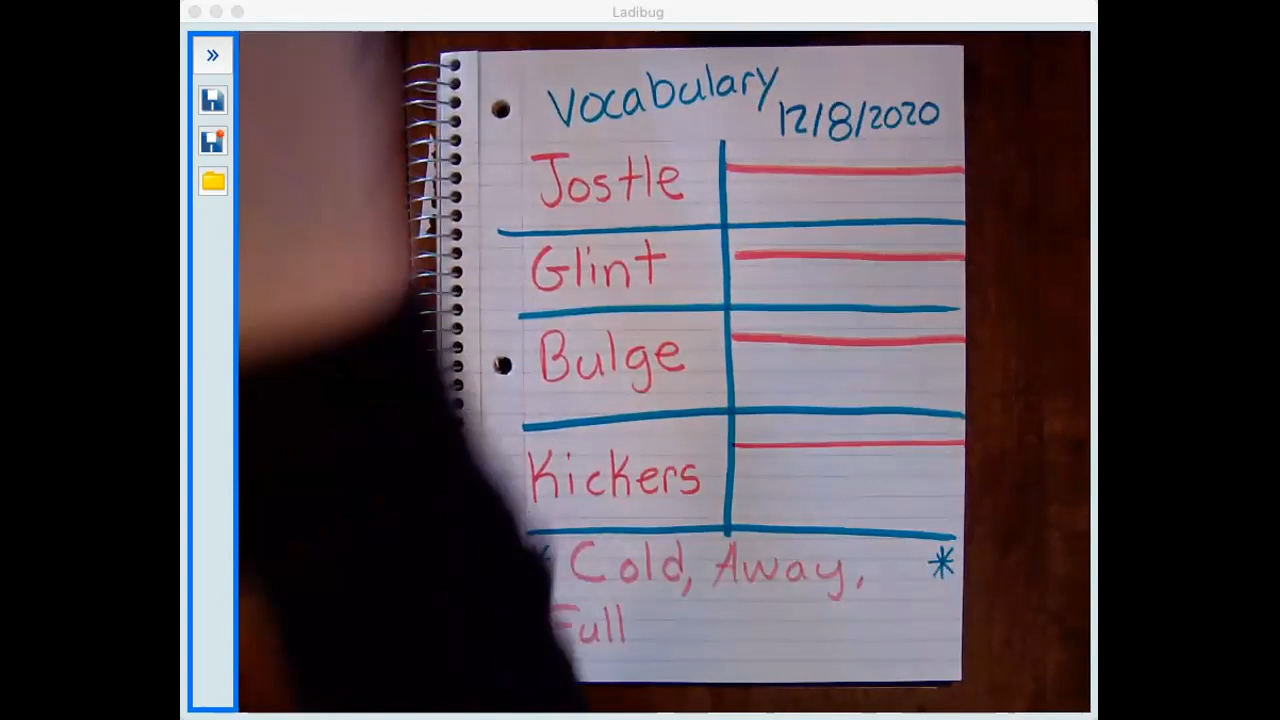 Ladibug
Vocabulary
12/8/2020
Jostle
Glint
Bulge
Kickers
* Cold, Away, *
Full